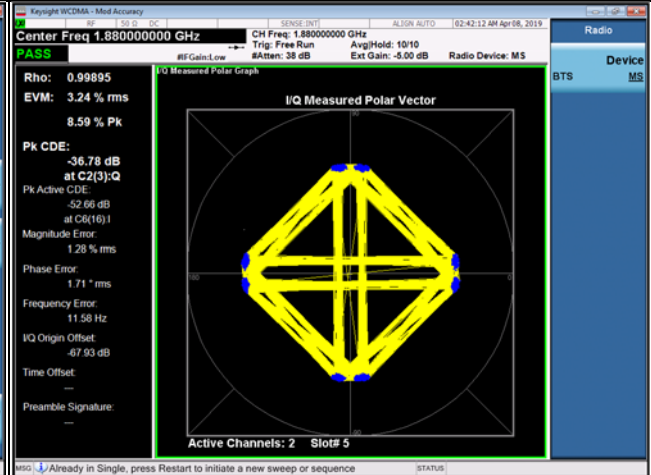 Keysight WCDMA - Mod Accuracy
RF 50 Ω DC SENSE:INT ALIGN AUTO 02:42:12 AM Apr 08, 2019
Center Freq 1.880000000 GHz
CH Freq: 1.880000000 GHz
Trig: Free Run Avg|Hold: 10/10
#IFGain:Low #Atten: 38 dB Ext Gain: -5.00 dB Radio Device: MS
PASS
Rho: 0.99895
EVM: 3.24 % rms
8.59 % Pk
Pk CDE:
-36.78 dB
at C2(3):Q
Pk Active CDE:
-52.66 dB
at C6(16):I
Magnitude Error:
1.28 % rms
Phase Error:
1.71 ° rms
Frequency Error:
11.58 Hz
I/Q Origin Offset:
-67.93 dB
Time Offset:
---
Preamble Signature:
---
I/Q Measured Polar Graph
I/Q Measured Polar Vector
90
180
0
-90
Active Channels: 2 Slot# 5
Radio
Device
BTS MS
MSG Already in Single, press Restart to initiate a new sweep or sequence STATUS